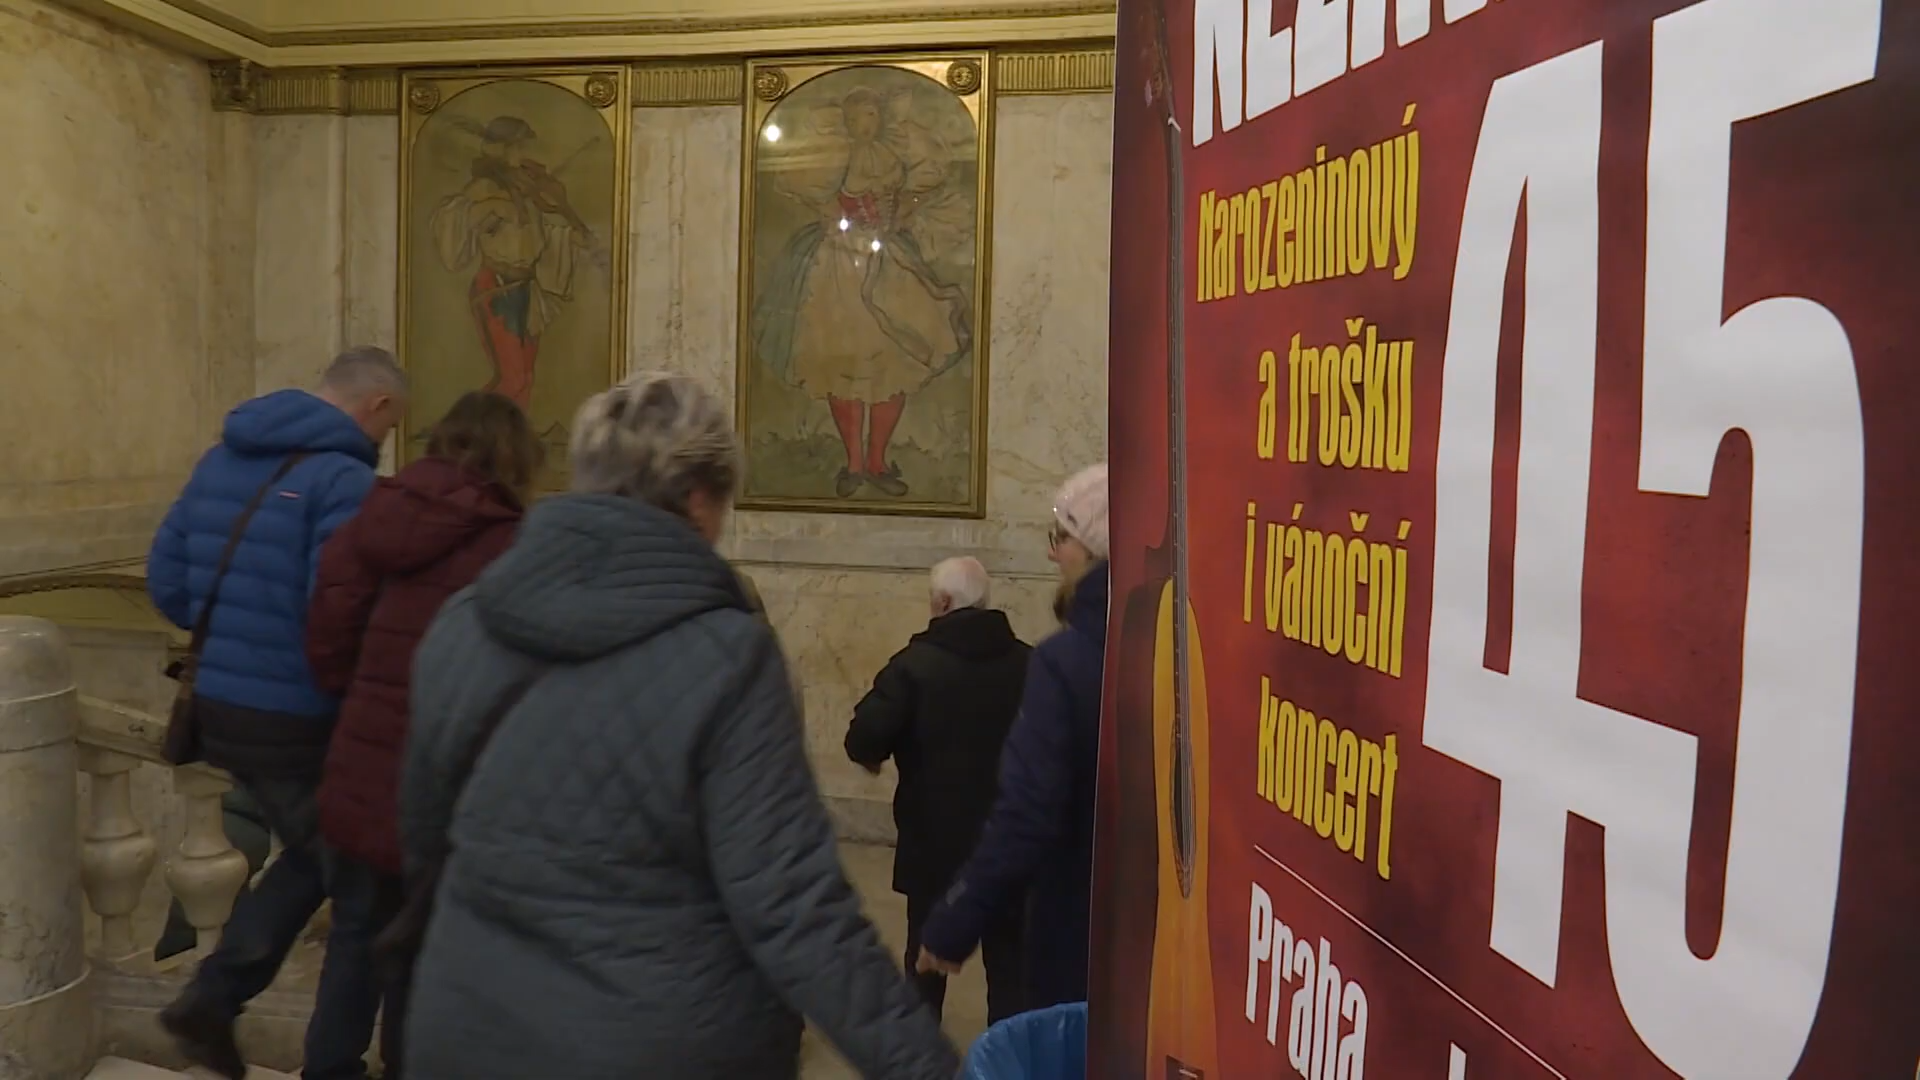 45
Narozeninový
a trošku
i vánoční
koncert
Praha